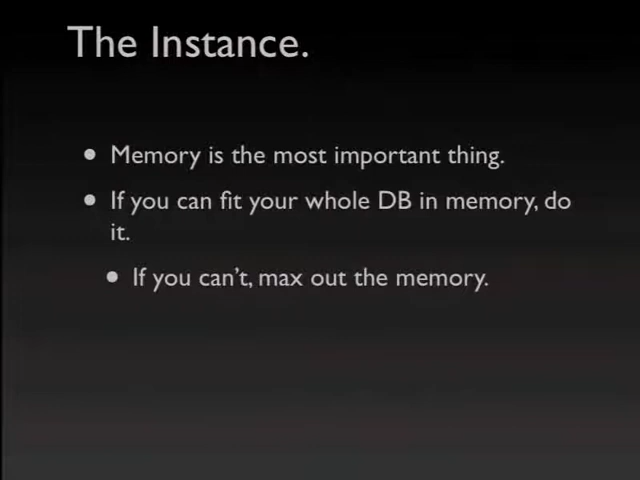 The Instance.
• Memory is the most important thing.
• If you can fit your whole DB in memory, do
it.
• If you can't, max out the memory.